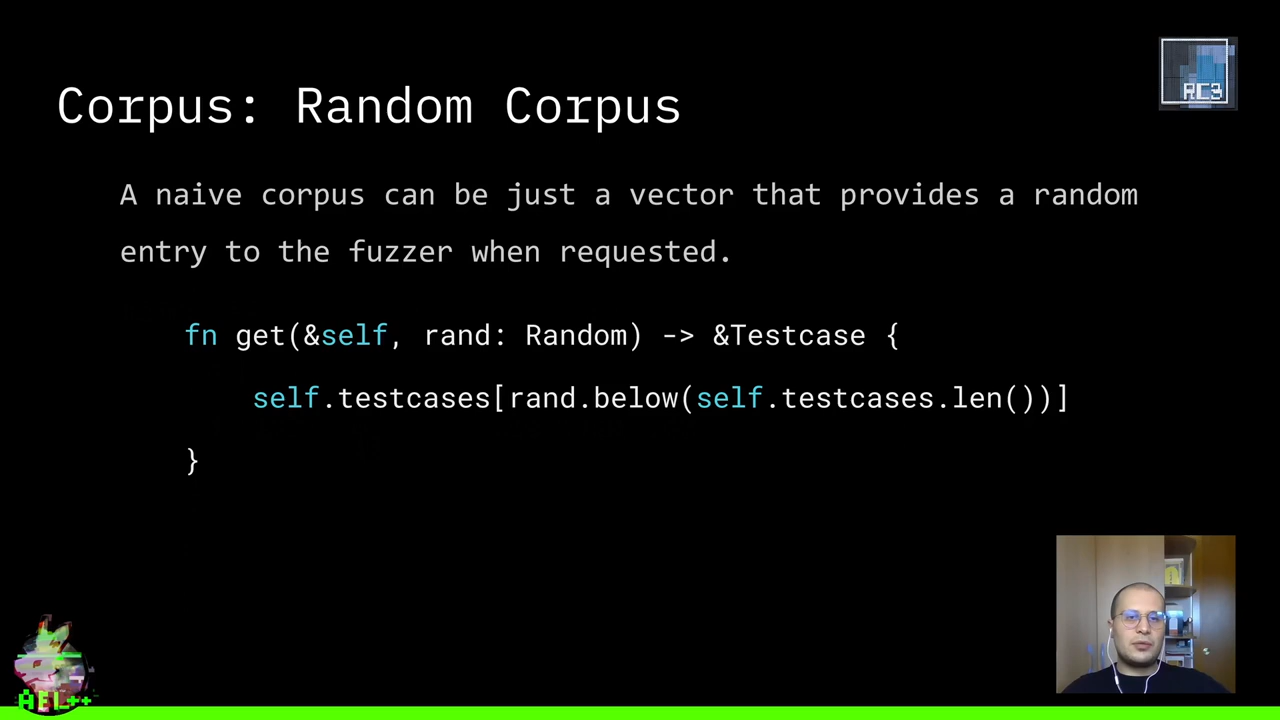 RC3
Corpus: Random Corpus
A naive corpus can be just a vector that provides a random
entry to the fuzzer when requested.
fn get(&self, rand: Random) -> &Testcase {
self.testcases[rand.below(self.testcases.len())]
}
AFL++